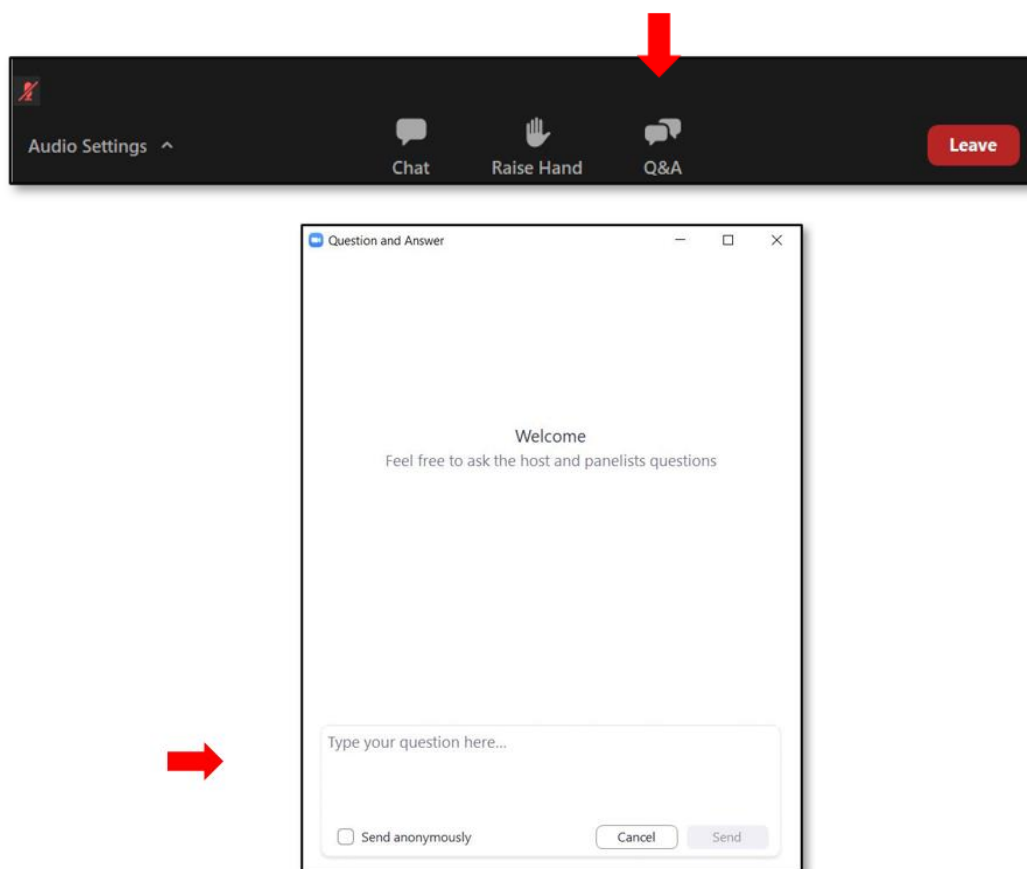 Audio Settings
Chat
Raise Hand
Q&A
Leave
Question and Answer
Welcome
Feel free to ask the host and panelists questions
Type your question here...
Send anonymously
Cancel
Send